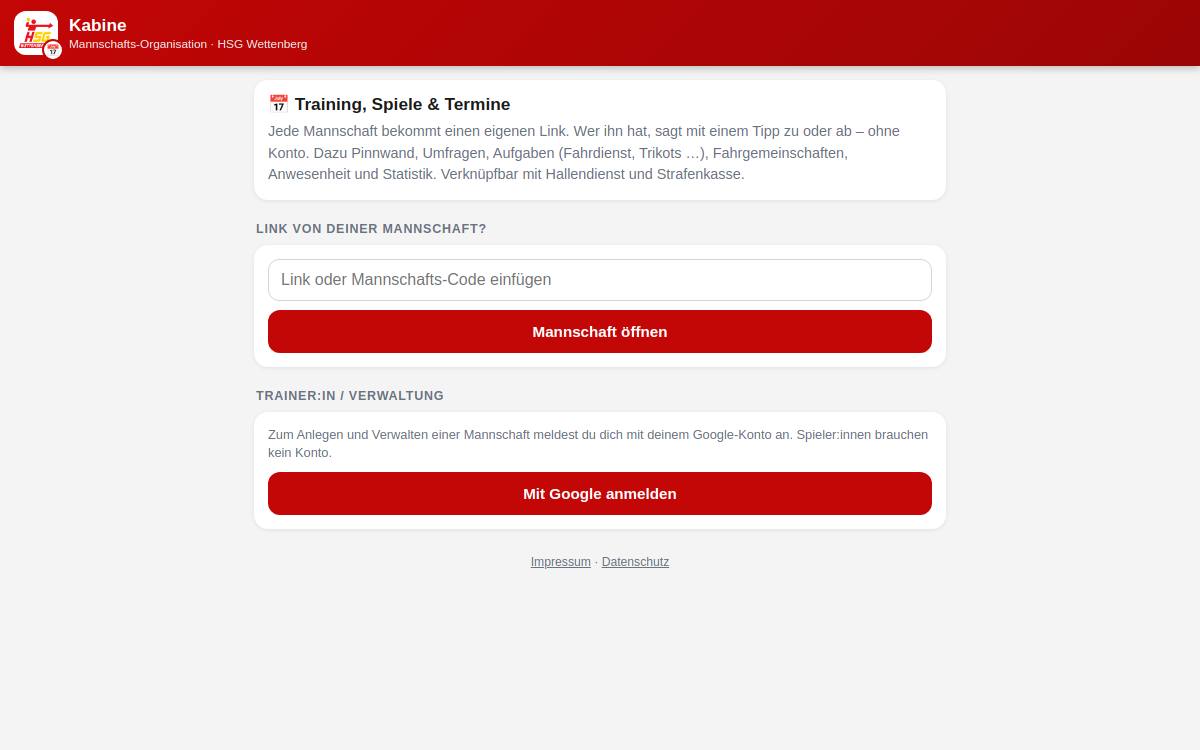 HSG
Kabine
Mannschafts-Organisation · HSG Wettenberg
📅 Training, Spiele & Termine
Jede Mannschaft bekommt einen eigenen Link. Wer ihn hat, sagt mit einem Tipp zu oder ab – ohne
Konto. Dazu Pinnwand, Umfragen, Aufgaben (Fahrdienst, Trikots …), Fahrgemeinschaften,
Anwesenheit und Statistik. Verknüpfbar mit Hallendienst und Strafenkasse.
LINK VON DEINER MANNSCHAFT?
Link oder Mannschafts-Code einfügen
Mannschaft öffnen
TRAINER:IN / VERWALTUNG
Zum Anlegen und Verwalten einer Mannschaft meldest du dich mit deinem Google-Konto an. Spieler:innen brauchen
kein Konto.
Mit Google anmelden
Impressum · Datenschutz